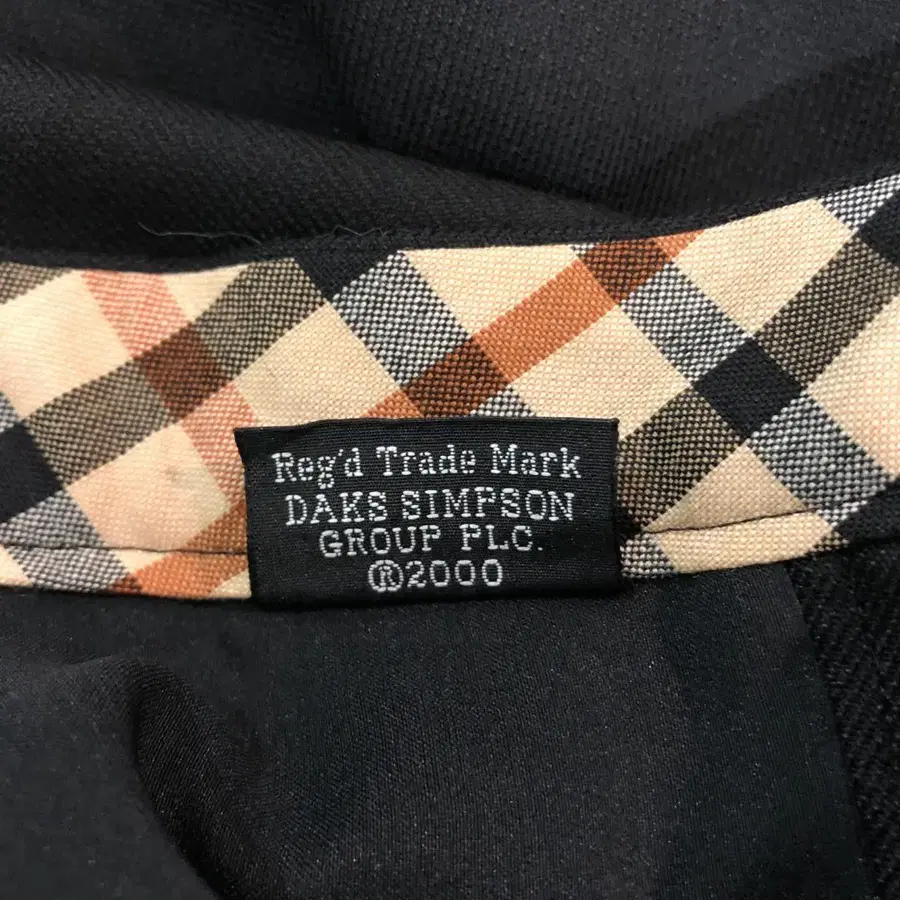 Reg'd Trade Mark
DAKS SIMPSON
GROUP PLC.
®2000